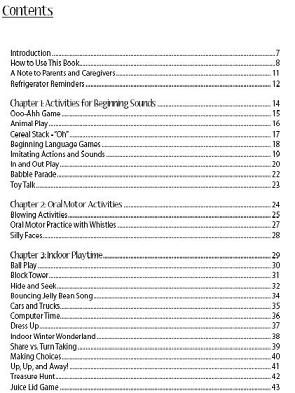 Contents
Introduction 7
How to Use This Book 8
A Note to Parents and Caregivers 11
Refrigerator Reminders 12
Chapter 1: Activities for Beginning Sounds 14
Ooo-Ahh Game 15
Animal Play 16
Cereal Stack - "Oh" 17
Beginning Language Games 18
Imitating Actions and Sounds 19
In and Out Play 20
Babble Parade 22
Toy Talk 23
Chapter 2: Oral Motor Activities 24
Blowing Activities 25
Oral Motor Practice with Whistles 27
Silly Faces 28
Chapter 3: Indoor Playtime 29
Ball Play 30
Block Tower 31
Hide and Seek 32
Bouncing Jelly Bean Song 34
Cars and Trucks 35
Computer Time 36
Dress Up 37
Indoor Winter Wonderland 38
Share vs. Turn Taking 39
Making Choices 40
Up, Up, and Away! 41
Treasure Hunt 42
Juice Lid Game 43